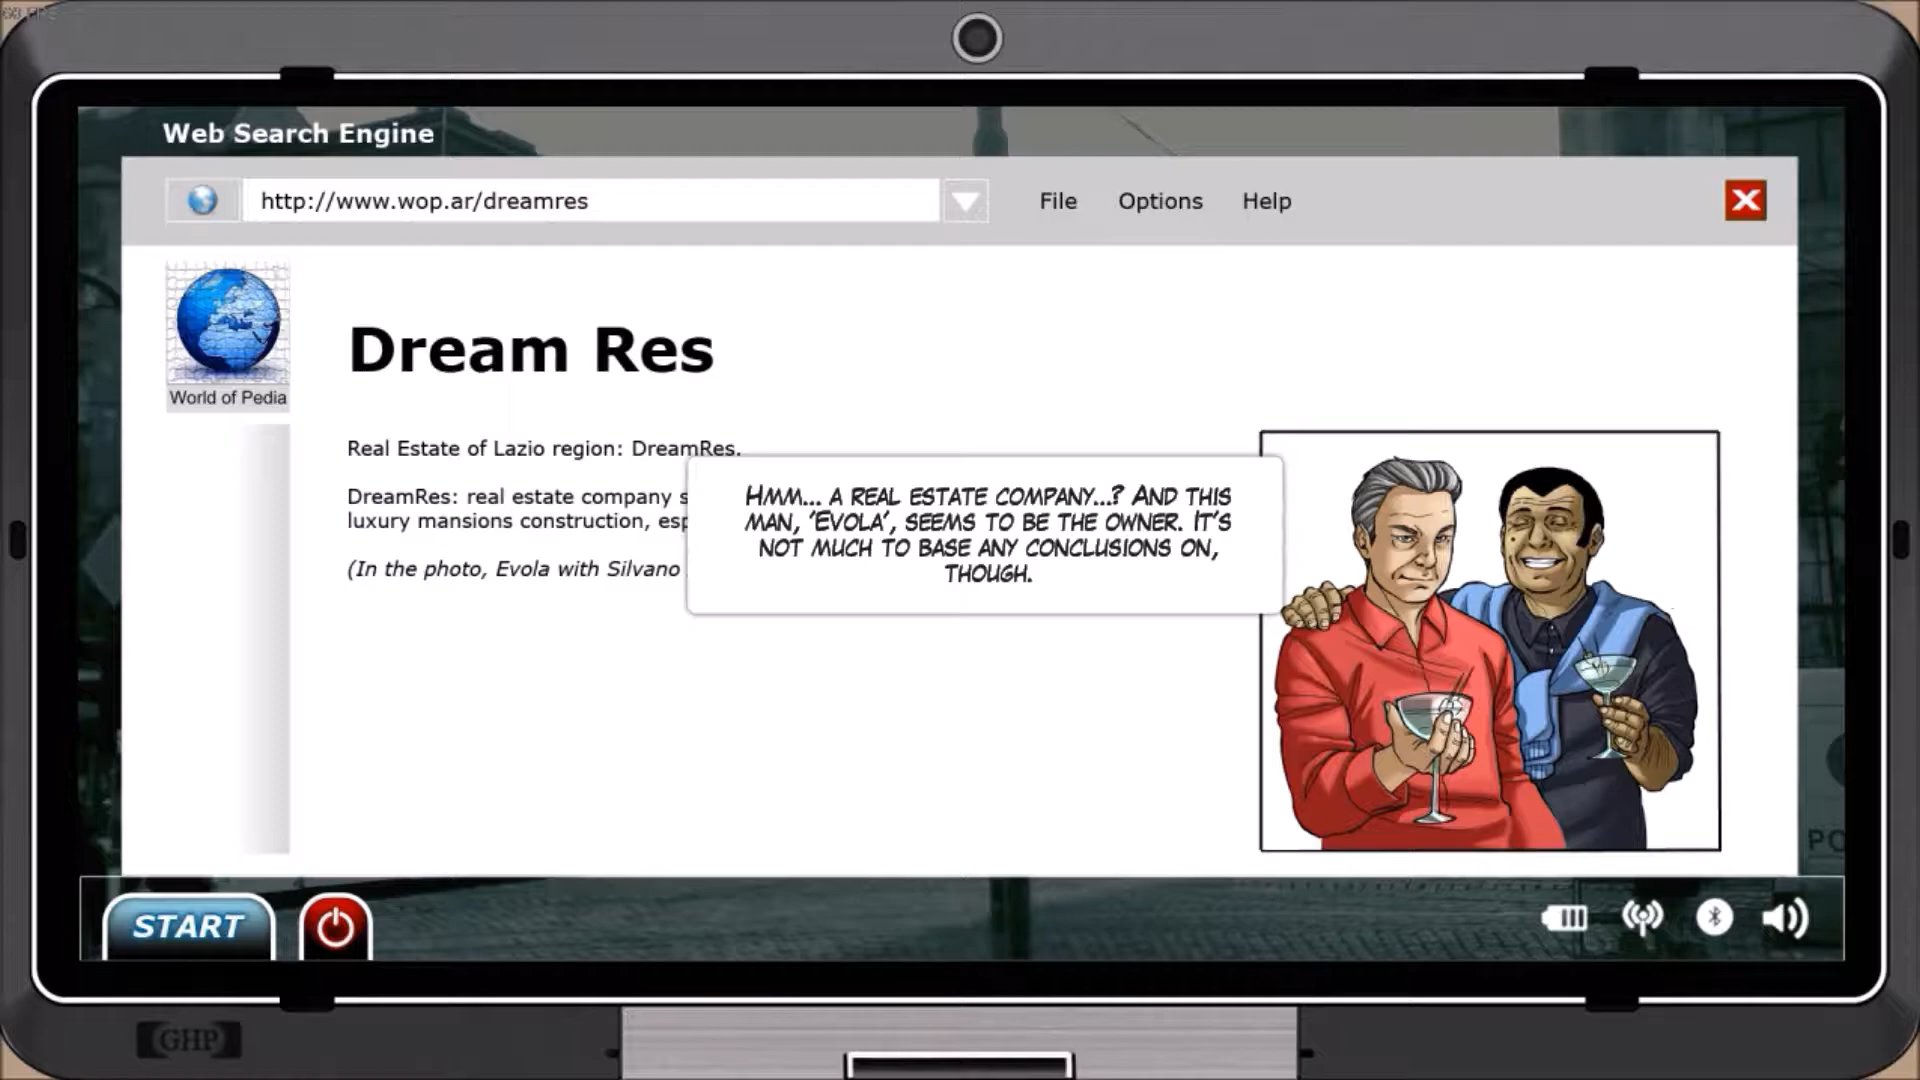 Web Search Engine
http://www.wop.ar/dreamres
File Options Help
World of Pedia
Dream Res
Real Estate of Lazio region: DreamRes.
DreamRes: real estate company s
luxury mansions construction, esp
(In the photo, Evola with Silvano
HMM... A REAL ESTATE COMPANY...? AND THIS
MAN, 'EVOLA', SEEMS TO BE THE OWNER. IT'S
NOT MUCH TO BASE ANY CONCLUSIONS ON,
THOUGH.
PO
START
GHP